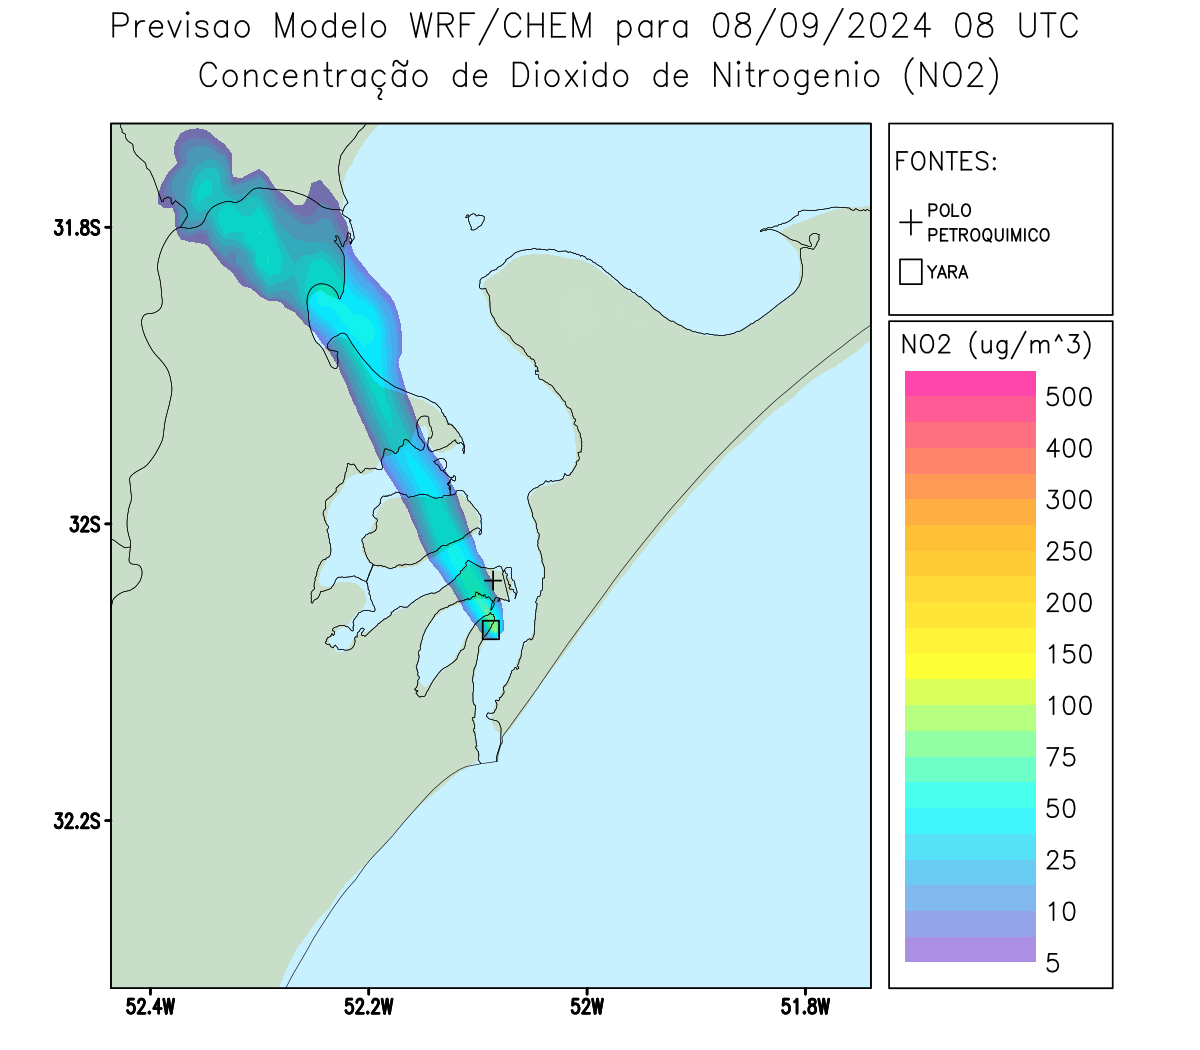 Previsao Modelo WRF/CHEM para 08/09/2024 08 UTC
Concentração de Dioxido de Nitrogenio (NO2)
FONTES:
POLO
PETROQUIMICO
YARA
NO2 (ug/m^3)
500
400
300
250
200
150
100
75
50
25
10
5
31.8S
32S
32.2S
52.4W
52.2W
52W
51.8W